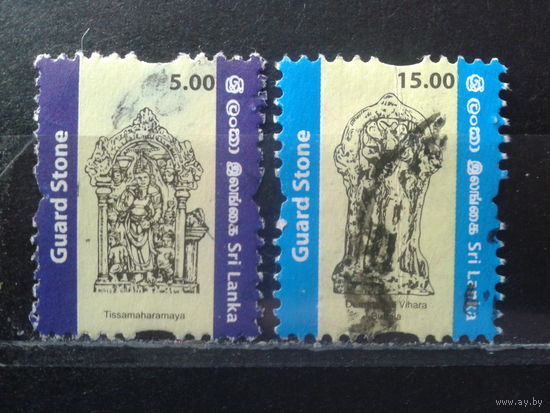 Guard Stone
5.00
Tissamaharamaya
ශ්‍රී ලංකා இலங்கை Sri Lanka
Guard Stone
15.00
Vihara
ශ්‍රී ලංකා இலங்கை Sri Lanka
www.ay.by